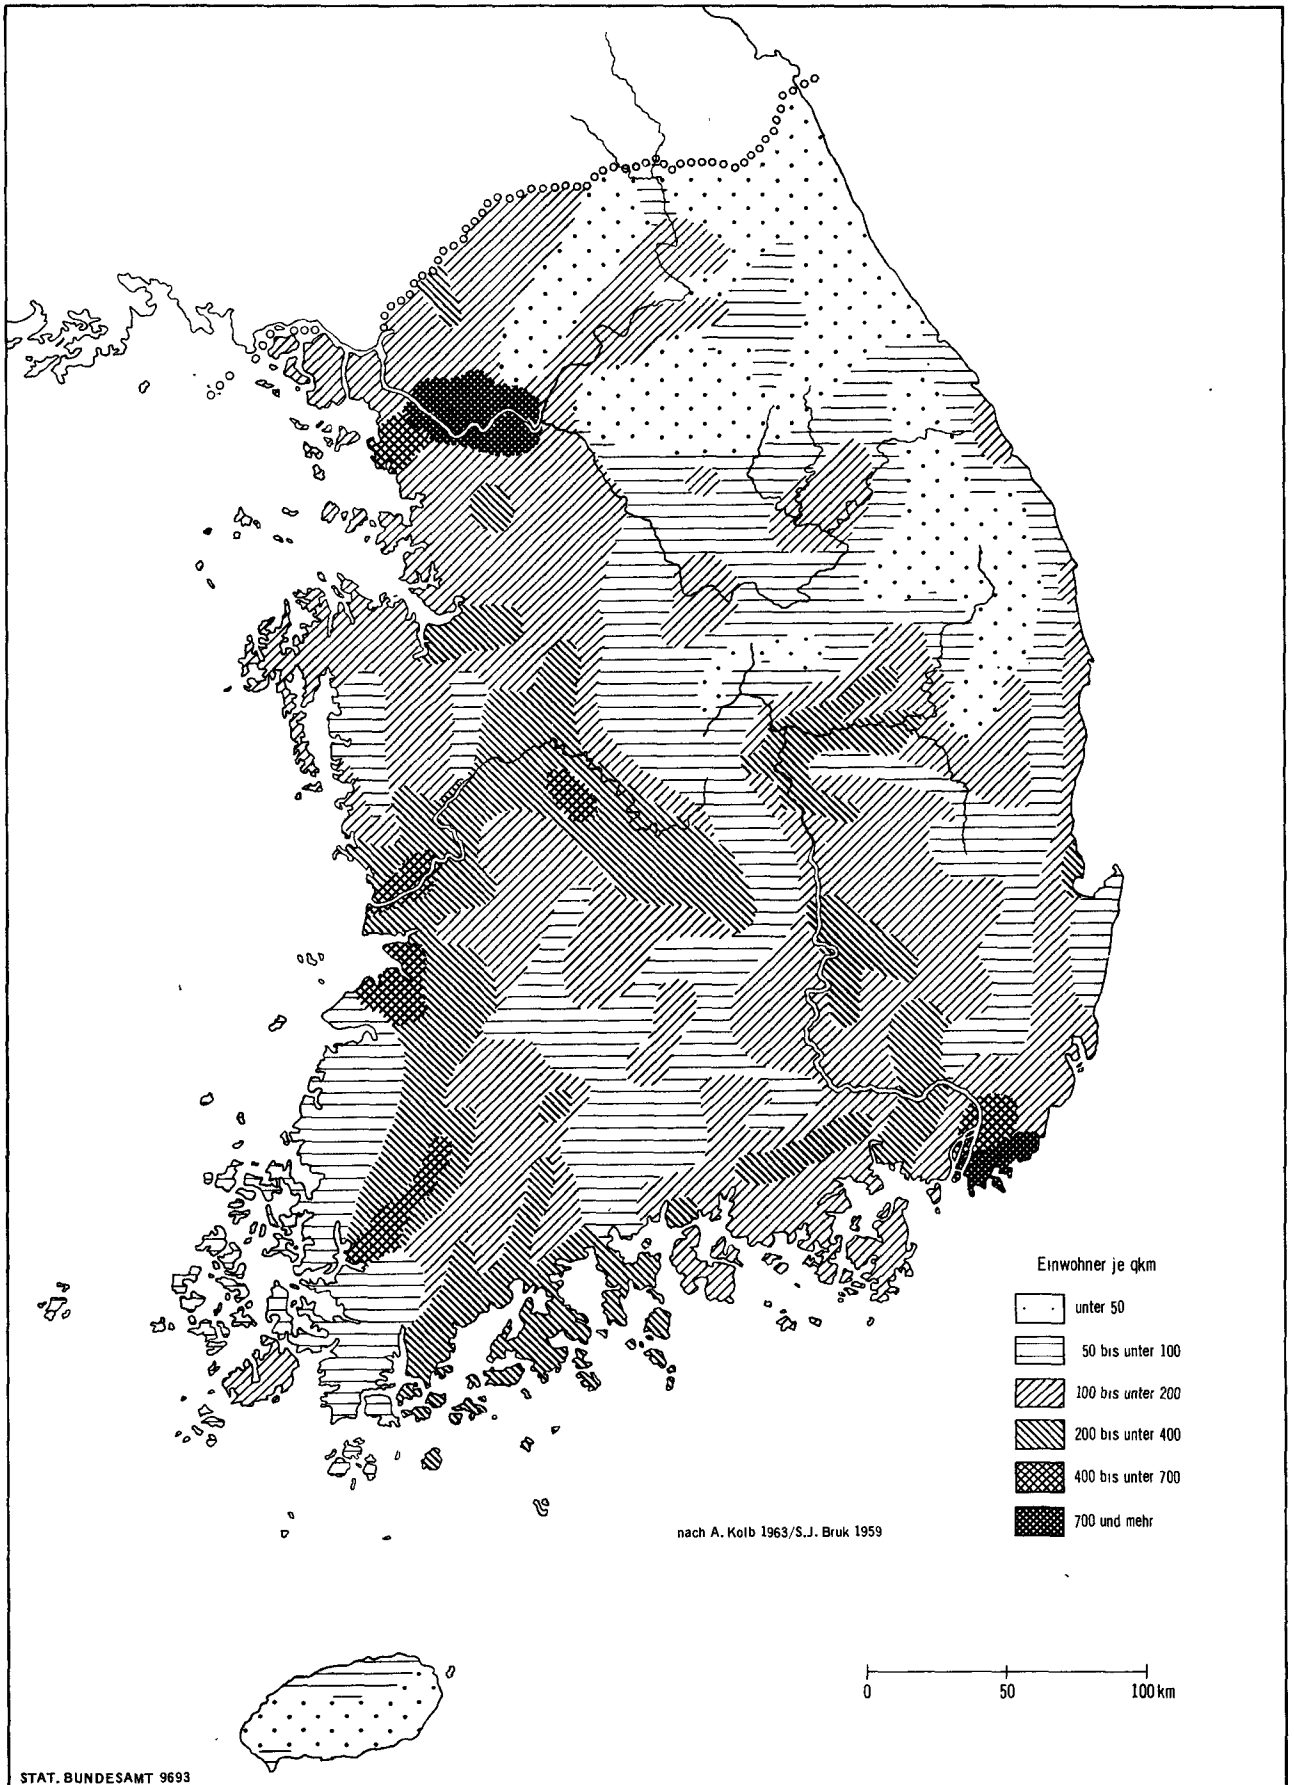 Einwohner je qkm
unter 50
50 bis unter 100
100 bis unter 200
200 bis unter 400
400 bis unter 700
700 und mehr
nach A. Kolb 1963/S.J. Bruk 1959
0 50 100 km
STAT. BUNDESAMT 9693